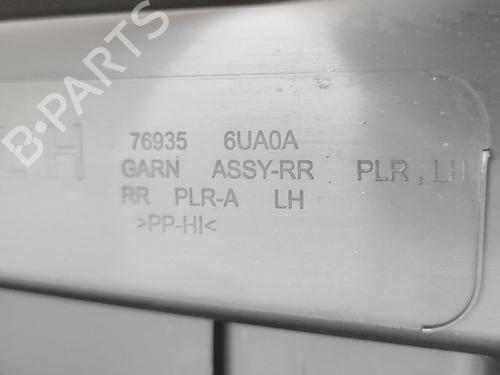 B-PARTS
LH
76935 6UA0A
GARN ASSY-RR PLR, LH
RR PLR-A LH
>PP-HI<